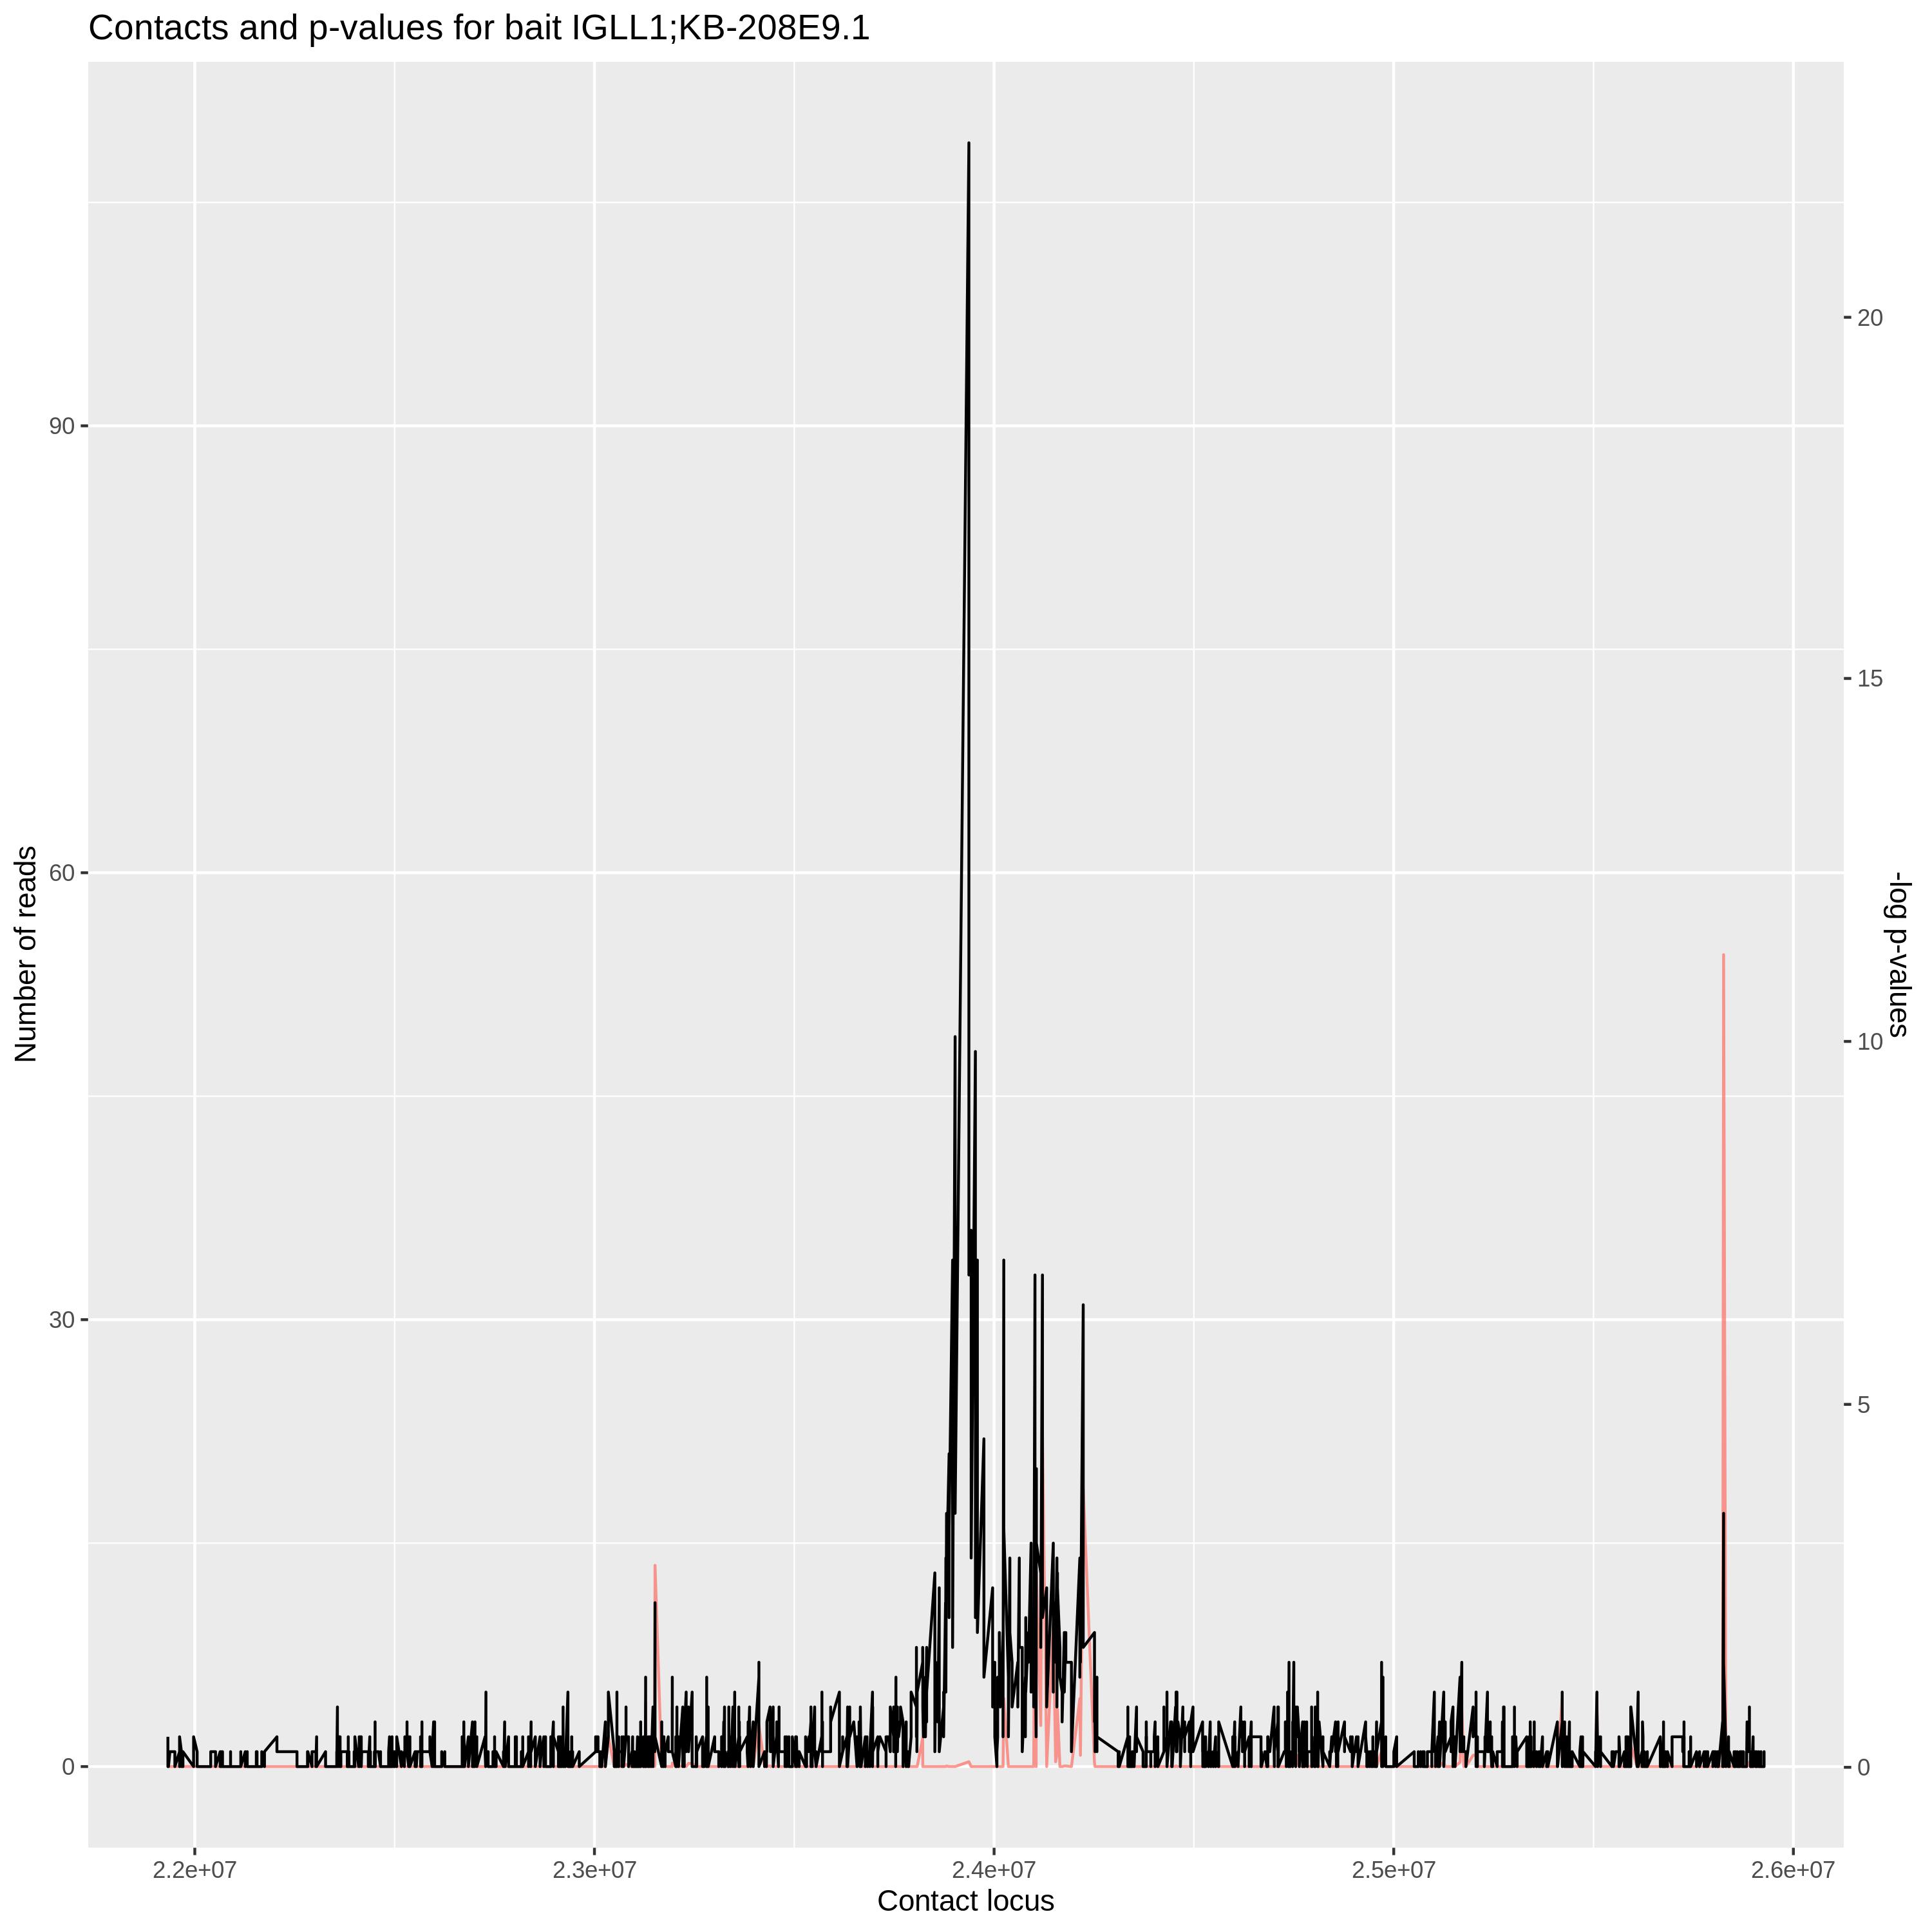 Contacts and p-values for bait IGLL1;KB-208E9.1
90
60
30
0
Number of reads
20
15
10
5
0
-log p-values
2.2e+07
2.3e+07
2.4e+07
2.5e+07
2.6e+07
Contact locus